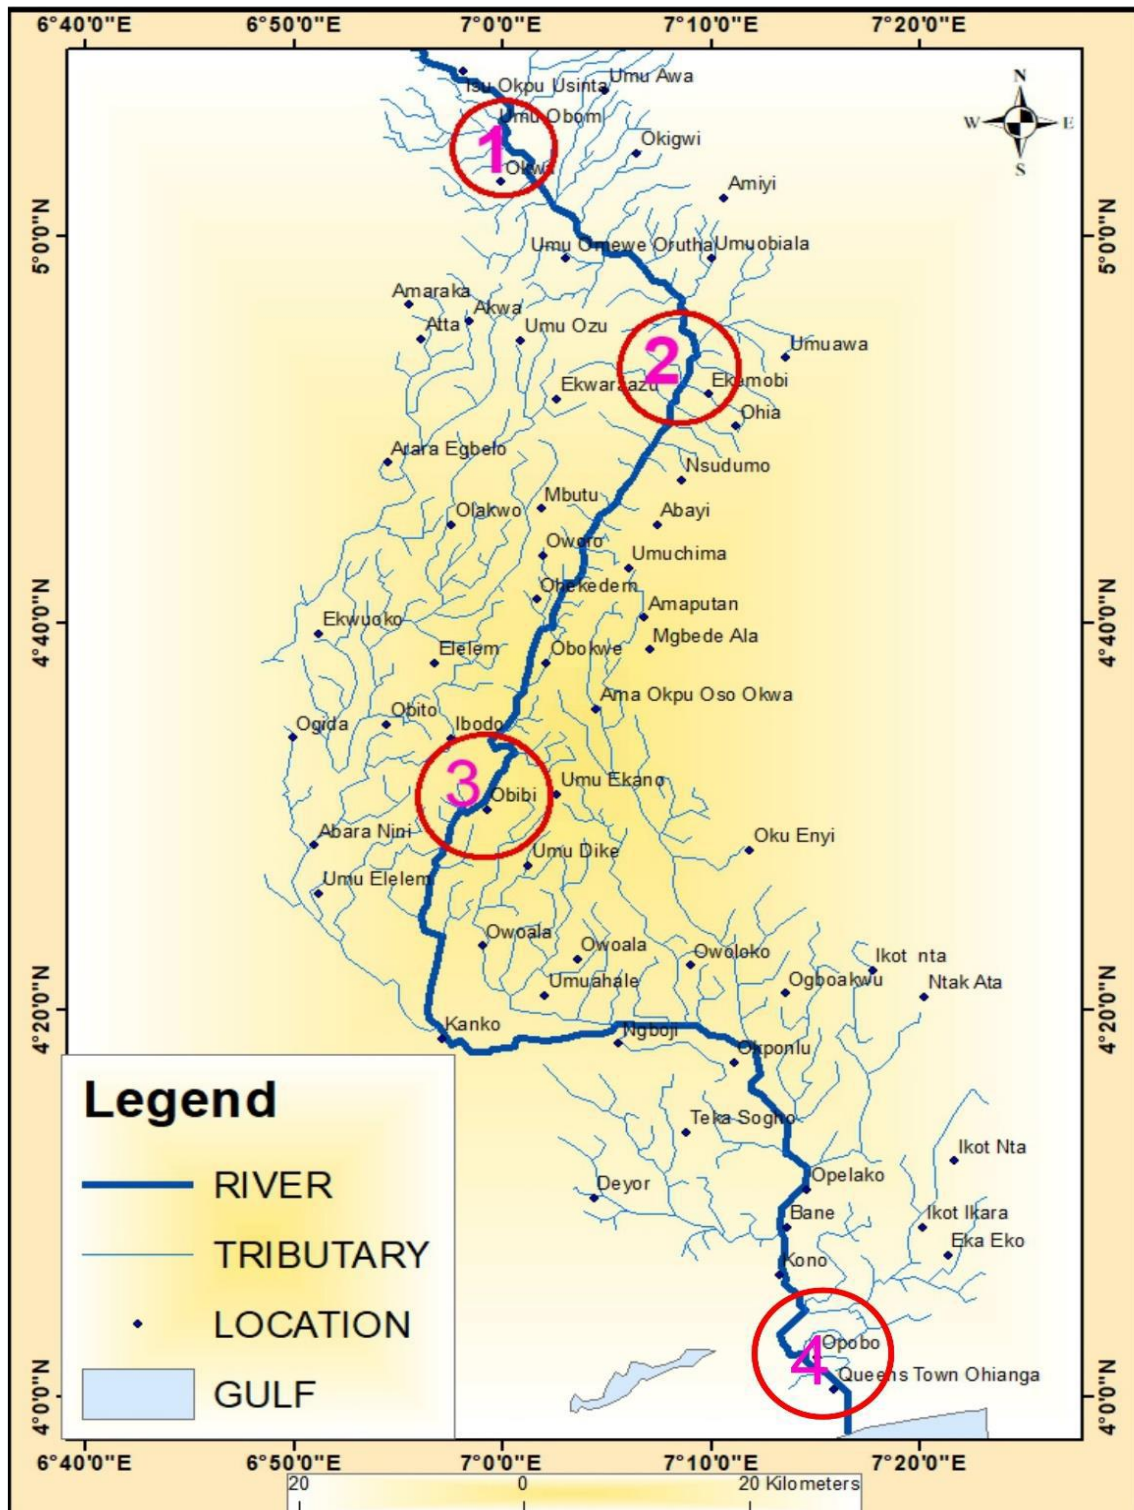 6°40'0"E 6°50'0"E 7°0'0"E 7°10'0"E 7°20'0"E
N
W E
S
Isu Okpu Usinta
Umu Awa
Umu Obom
1
Okigwi
Okwa
Amiyi
5°0'0"N 5°0'0"N
Umu Omewe Orutha
Umuobiala
Amaraka
Akwa
Atta
Umu Ozu
Umuawa
2
Ekwaraazu
Ekemobi
Ohia
Arara Egbelo
Nsudumo
Mbutu
Olakwo
Abayi
Oworo
Umuchima
Ohekedem
Amaputan
4°40'0"N 4°40'0"N
Ekwuoko
Mgbede Ala
Elelem
Obokwe
Ama Okpu Oso Okwa
Obito
Ibodo
Ogida
3
Umu Ekano
Obibi
Abara Nini
Oku Enyi
Umu Dike
Umu Elelem
Owoala
Owoala
Owoloko
Ikot nta
Umuahale
Ogboakwu
Ntak Ata
4°20'0"N 4°20'0"N
Kanko
Ngboji
Okponlu
Teka Sogho
Ikot Nta
Deyor
Opelako
Bane
Ikot Ikara
Eka Eko
Kono
Opobo
4
Queens Town Ohianga
4°0'0"N 4°0'0"N
Legend
RIVER
TRIBUTARY
LOCATION
GULF
6°40'0"E 6°50'0"E 7°0'0"E 7°10'0"E 7°20'0"E
20 0 20 Kilometers